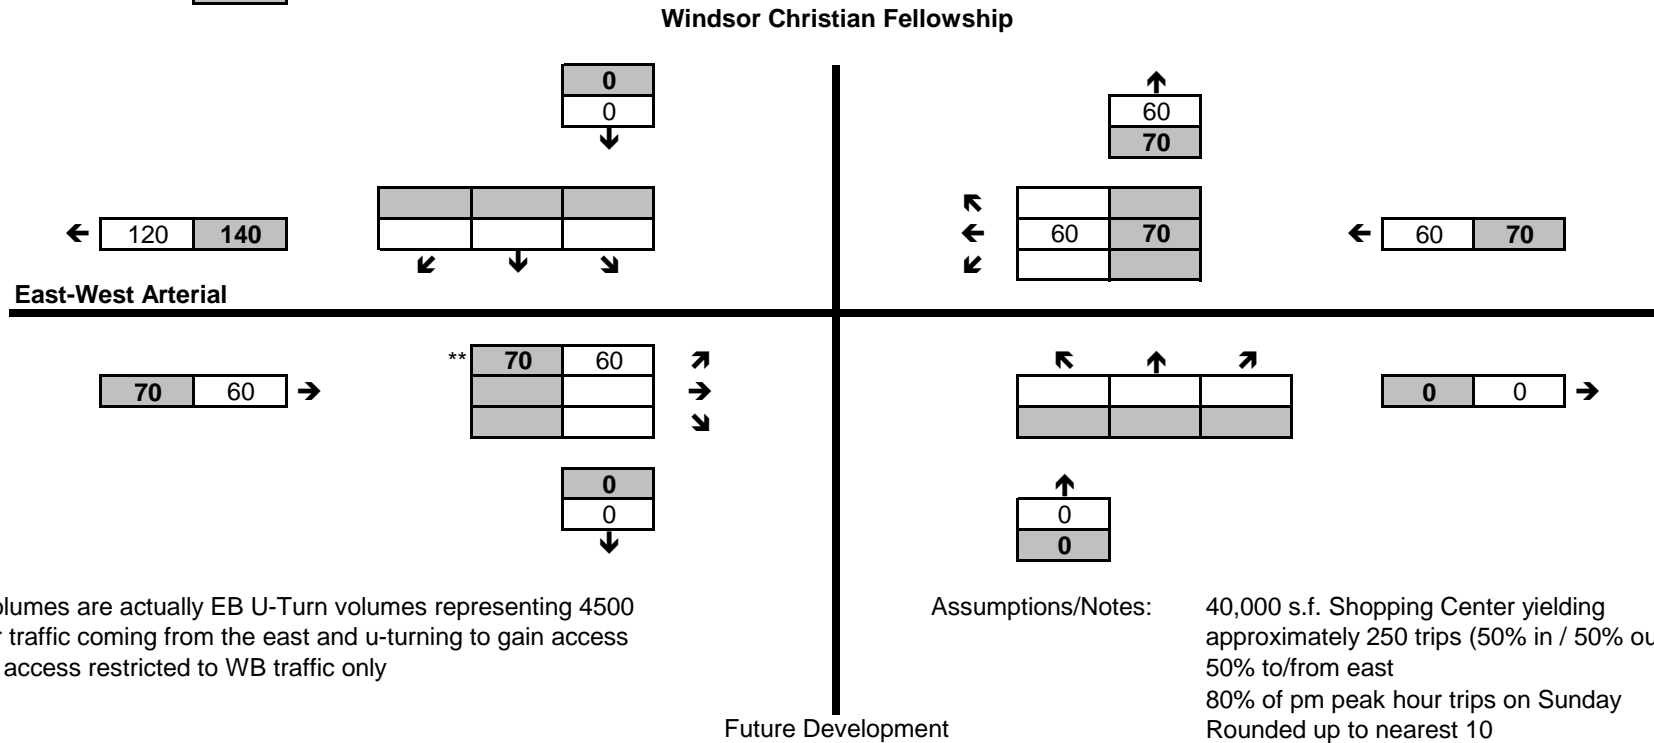 Windsor Christian Fellowship
0
0
↓
↑
60
70
← 120 140
↙ ↓ ↘
↖
← 60 70
↙
← 60 70
East-West Arterial
** 70 60 ↗
→
↘
70 60 →
↖ ↑ ↗
0 0 →
0
0
↓
↑
0
0
volumes are actually EB U-Turn volumes representing 4500
traffic coming from the east and u-turning to gain access
access restricted to WB traffic only
Assumptions/Notes:
40,000 s.f. Shopping Center yielding
approximately 250 trips (50% in / 50% ou
50% to/from east
80% of pm peak hour trips on Sunday
Rounded up to nearest 10
Future Development